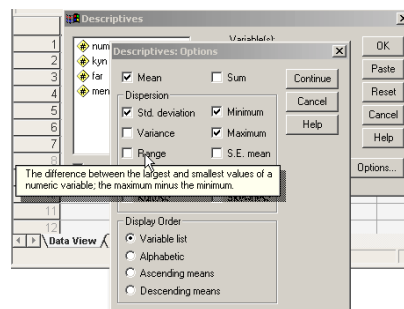 Descriptives
Variable(s):
1
2
3
4
5
6
7
8
11
12
num
kyn
far
men
OK
Paste
Reset
Cancel
Help
Options...
Descriptives: Options
Mean
Sum
Continue
Cancel
Help
Dispersion
Std. deviation
Minimum
Variance
Maximum
Range
S.E. mean
The difference between the largest and smallest values of a
numeric variable; the maximum minus the minimum.
Display Order
Variable list
Alphabetic
Ascending means
Descending means
Data View